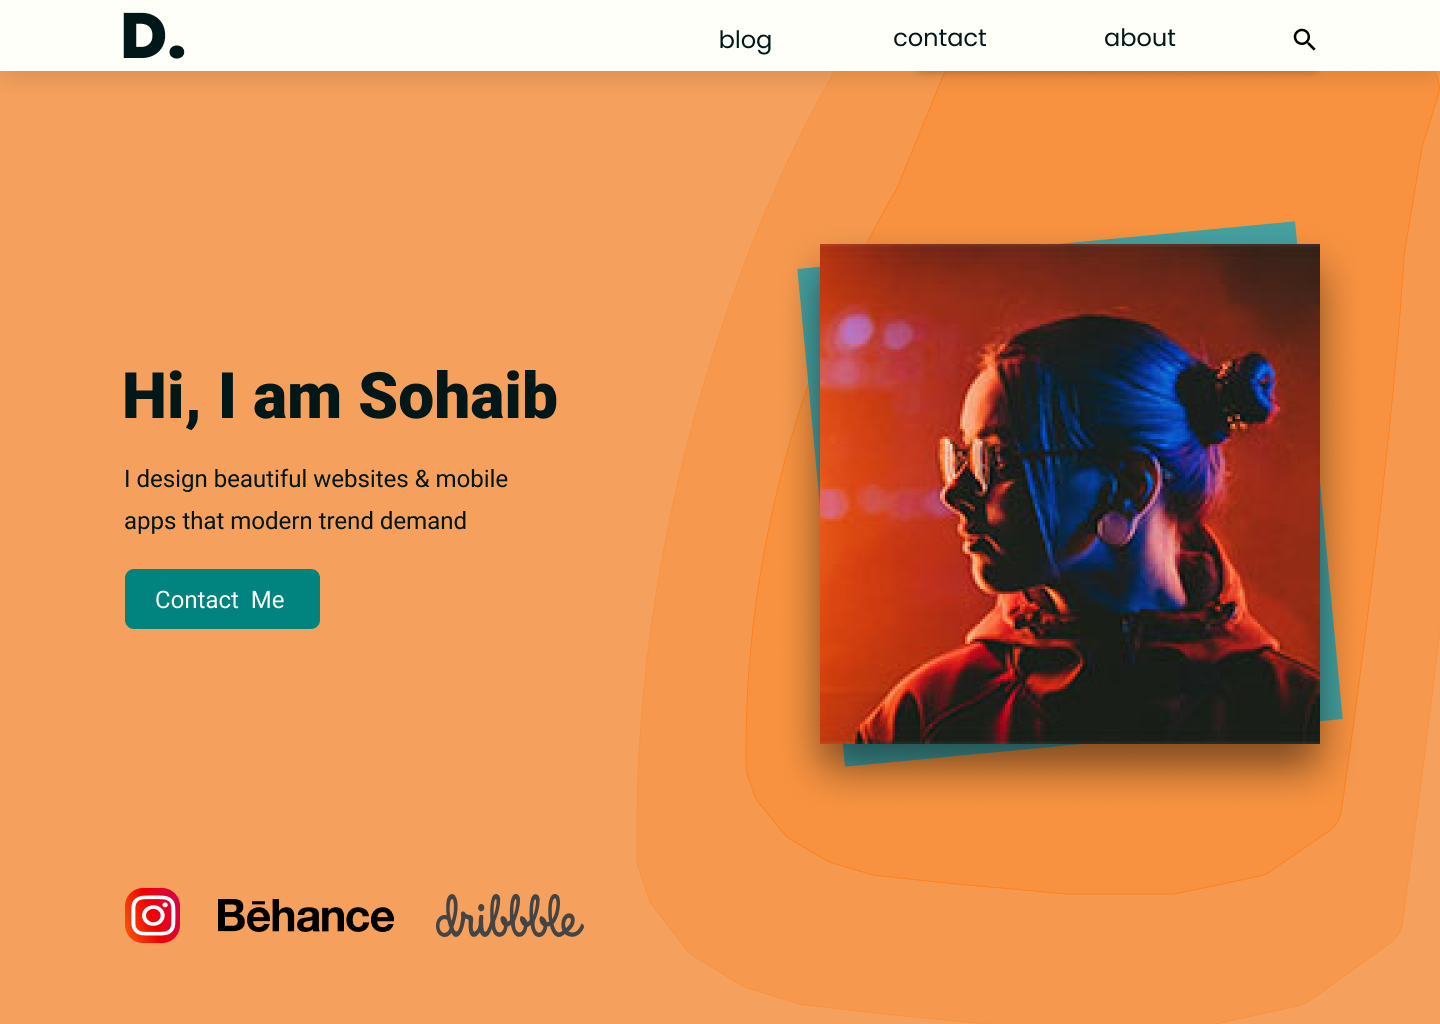 D.
blog
contact
about
Hi, I am Sohaib
I design beautiful websites & mobile
apps that modern trend demand
Contact Me
Bēhance
dribbble